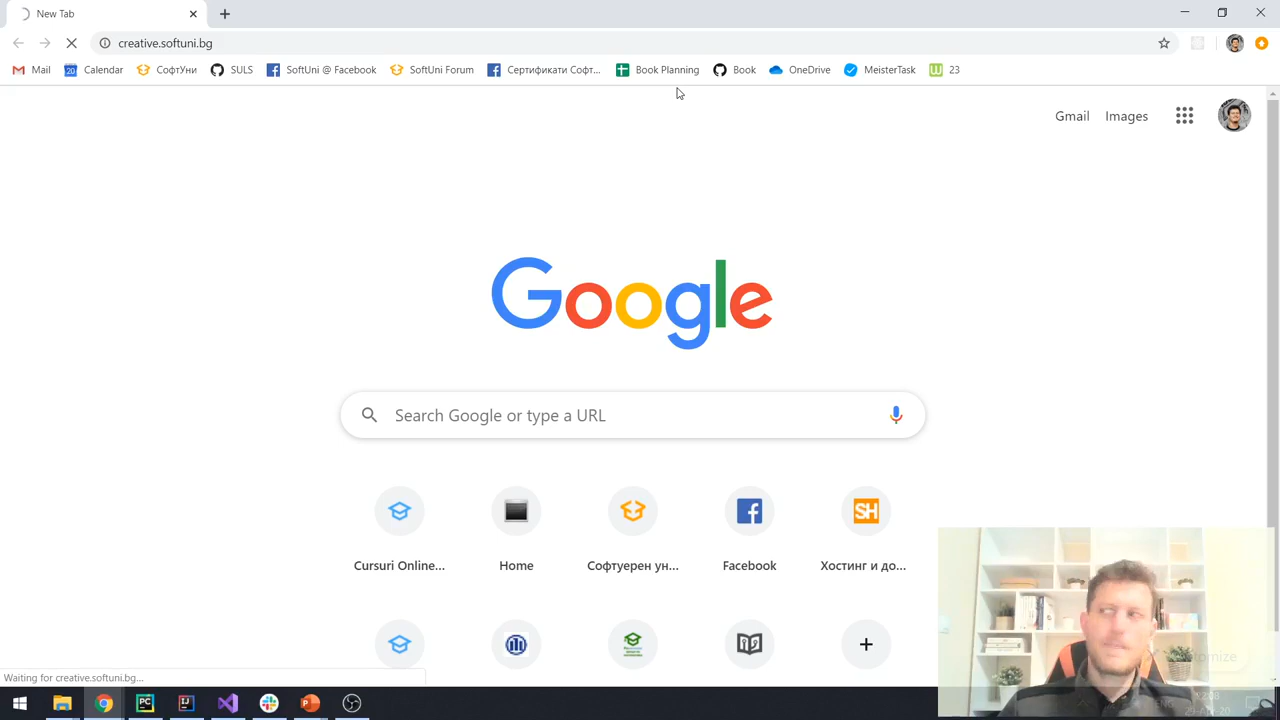 New Tab
creative.softuni.bg
Mail Calendar СофтУни SULS SoftUni @ Facebook SoftUni Forum Сертификати Софт... Book Planning Book OneDrive MeisterTask 23
Gmail Images
Google
Search Google or type a URL
Cursuri Online... Home Софтуерен ун... Facebook Хостинг и до...
SH
Waiting for creative.softuni.bg...